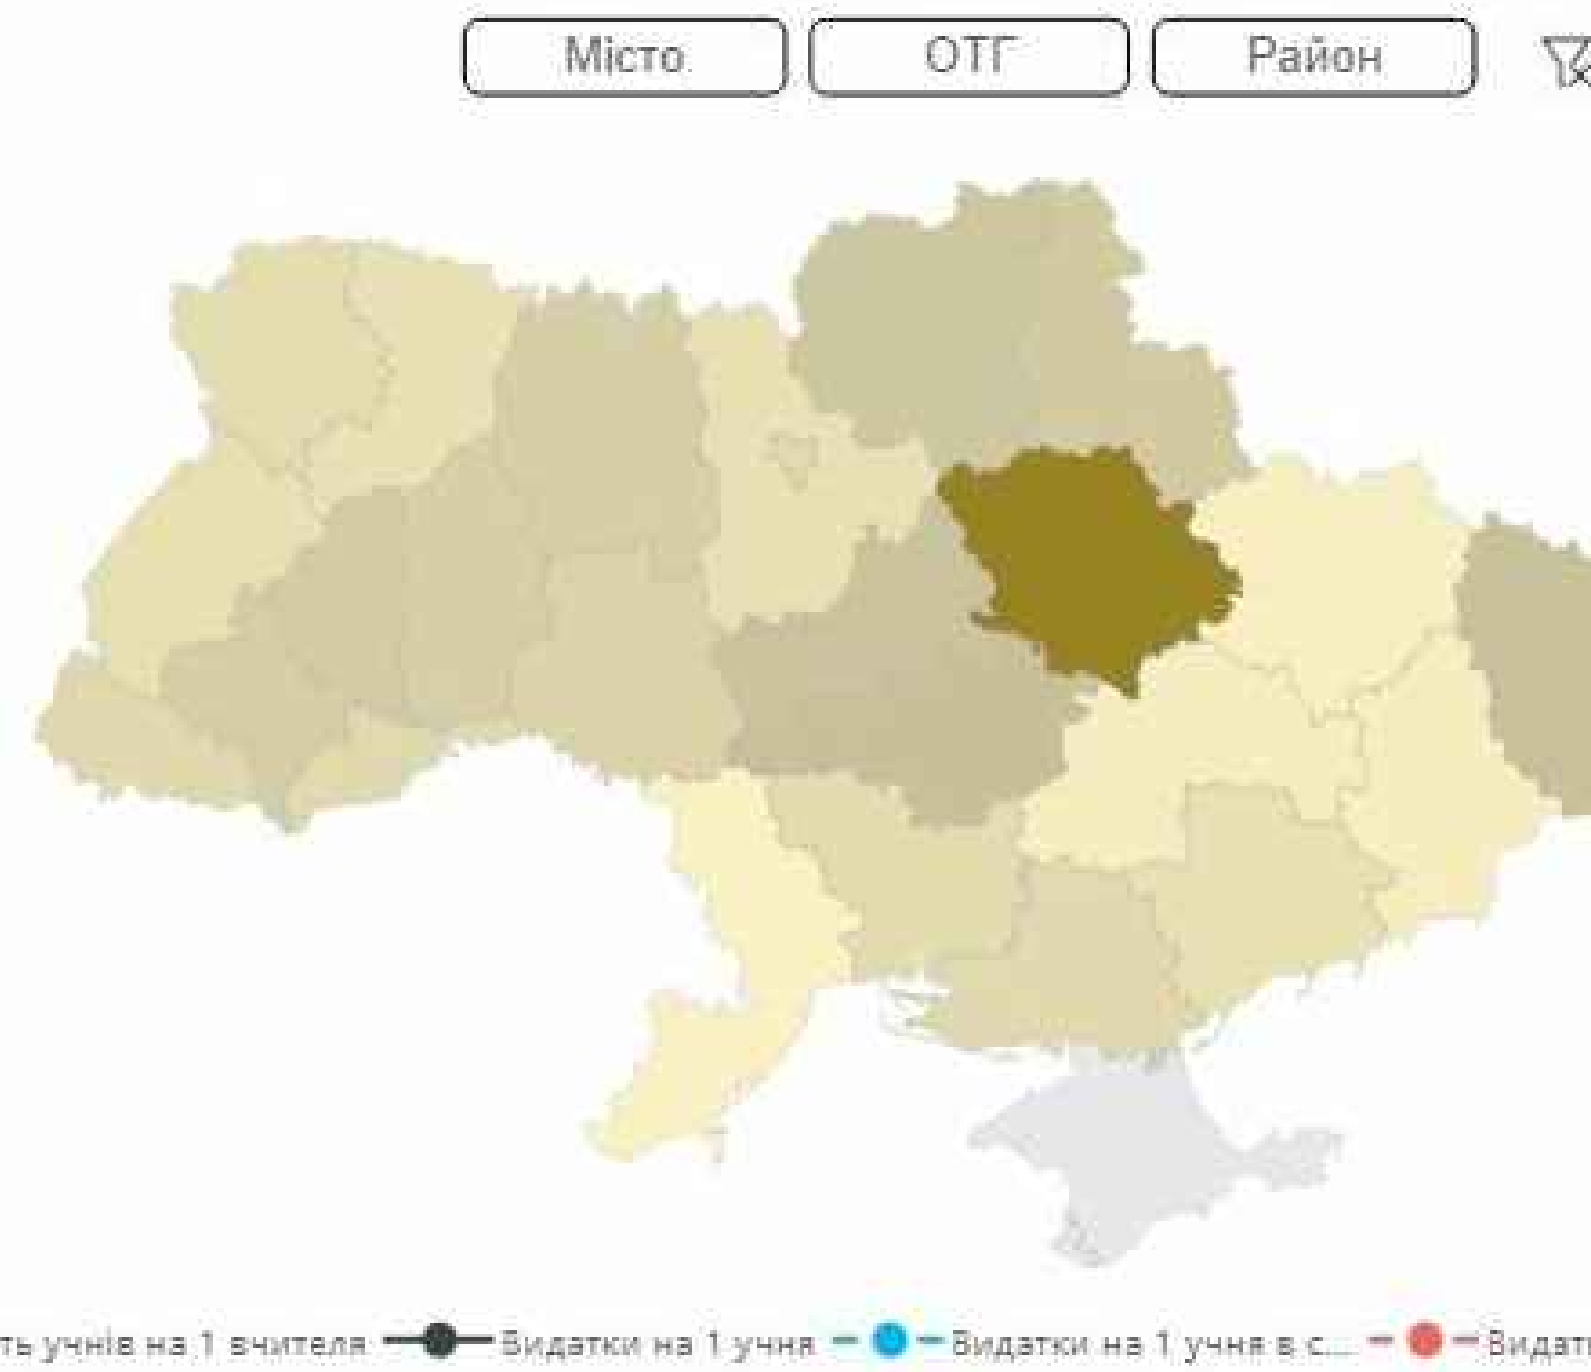 Місто ОТГ Район
ть учнів на 1 вчителя Видатки на 1 учня Видатки на 1 учня в с... Видат